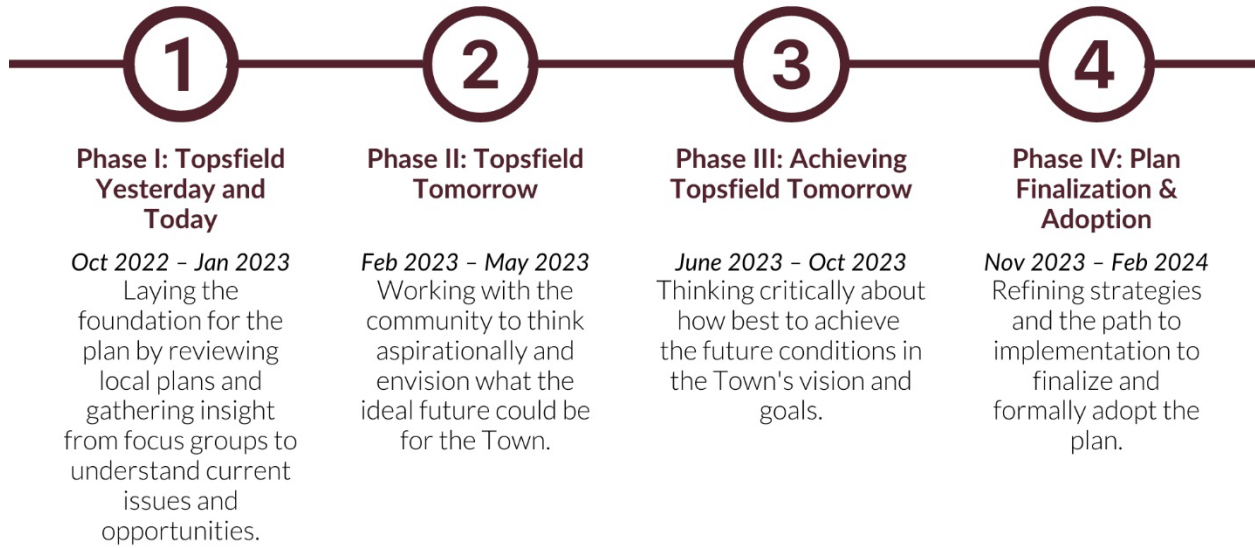 1
Phase I: Topsfield
Yesterday and
Today
Oct 2022 – Jan 2023
Laying the
foundation for the
plan by reviewing
local plans and
gathering insight
from focus groups to
understand current
issues and
opportunities.
2
Phase II: Topsfield
Tomorrow
Feb 2023 – May 2023
Working with the
community to think
aspirationally and
envision what the
ideal future could be
for the Town.
3
Phase III: Achieving
Topsfield Tomorrow
June 2023 – Oct 2023
Thinking critically about
how best to achieve
the future conditions in
the Town's vision and
goals.
4
Phase IV: Plan
Finalization &
Adoption
Nov 2023 – Feb 2024
Refining strategies
and the path to
implementation to
finalize and
formally adopt the
plan.